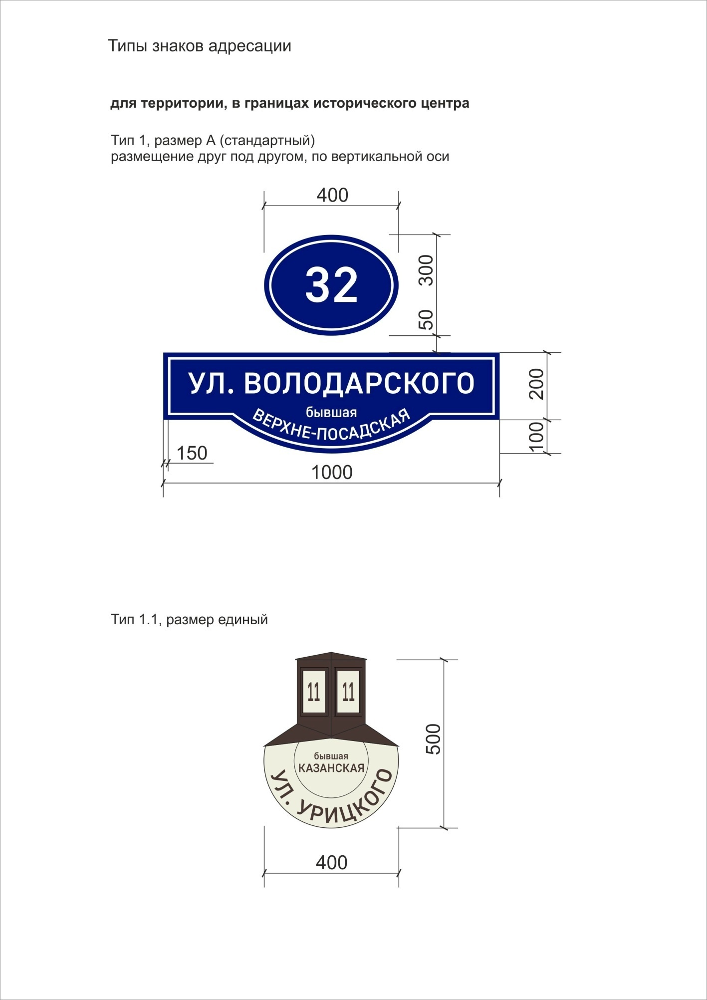 Типы знаков адресации
для территории, в границах исторического центра
Тип 1, размер А (стандартный)
размещение друг под другом, по вертикальной оси
400
32
300
50
УЛ. ВОЛОДАРСКОГО
бывшая
ВЕРХНЕ-ПОСАДСКАЯ
200
100
150
1000
Тип 1.1, размер единый
11 11
бывшая
КАЗАНСКАЯ
УЛ. УРИЦКОГО
500
400